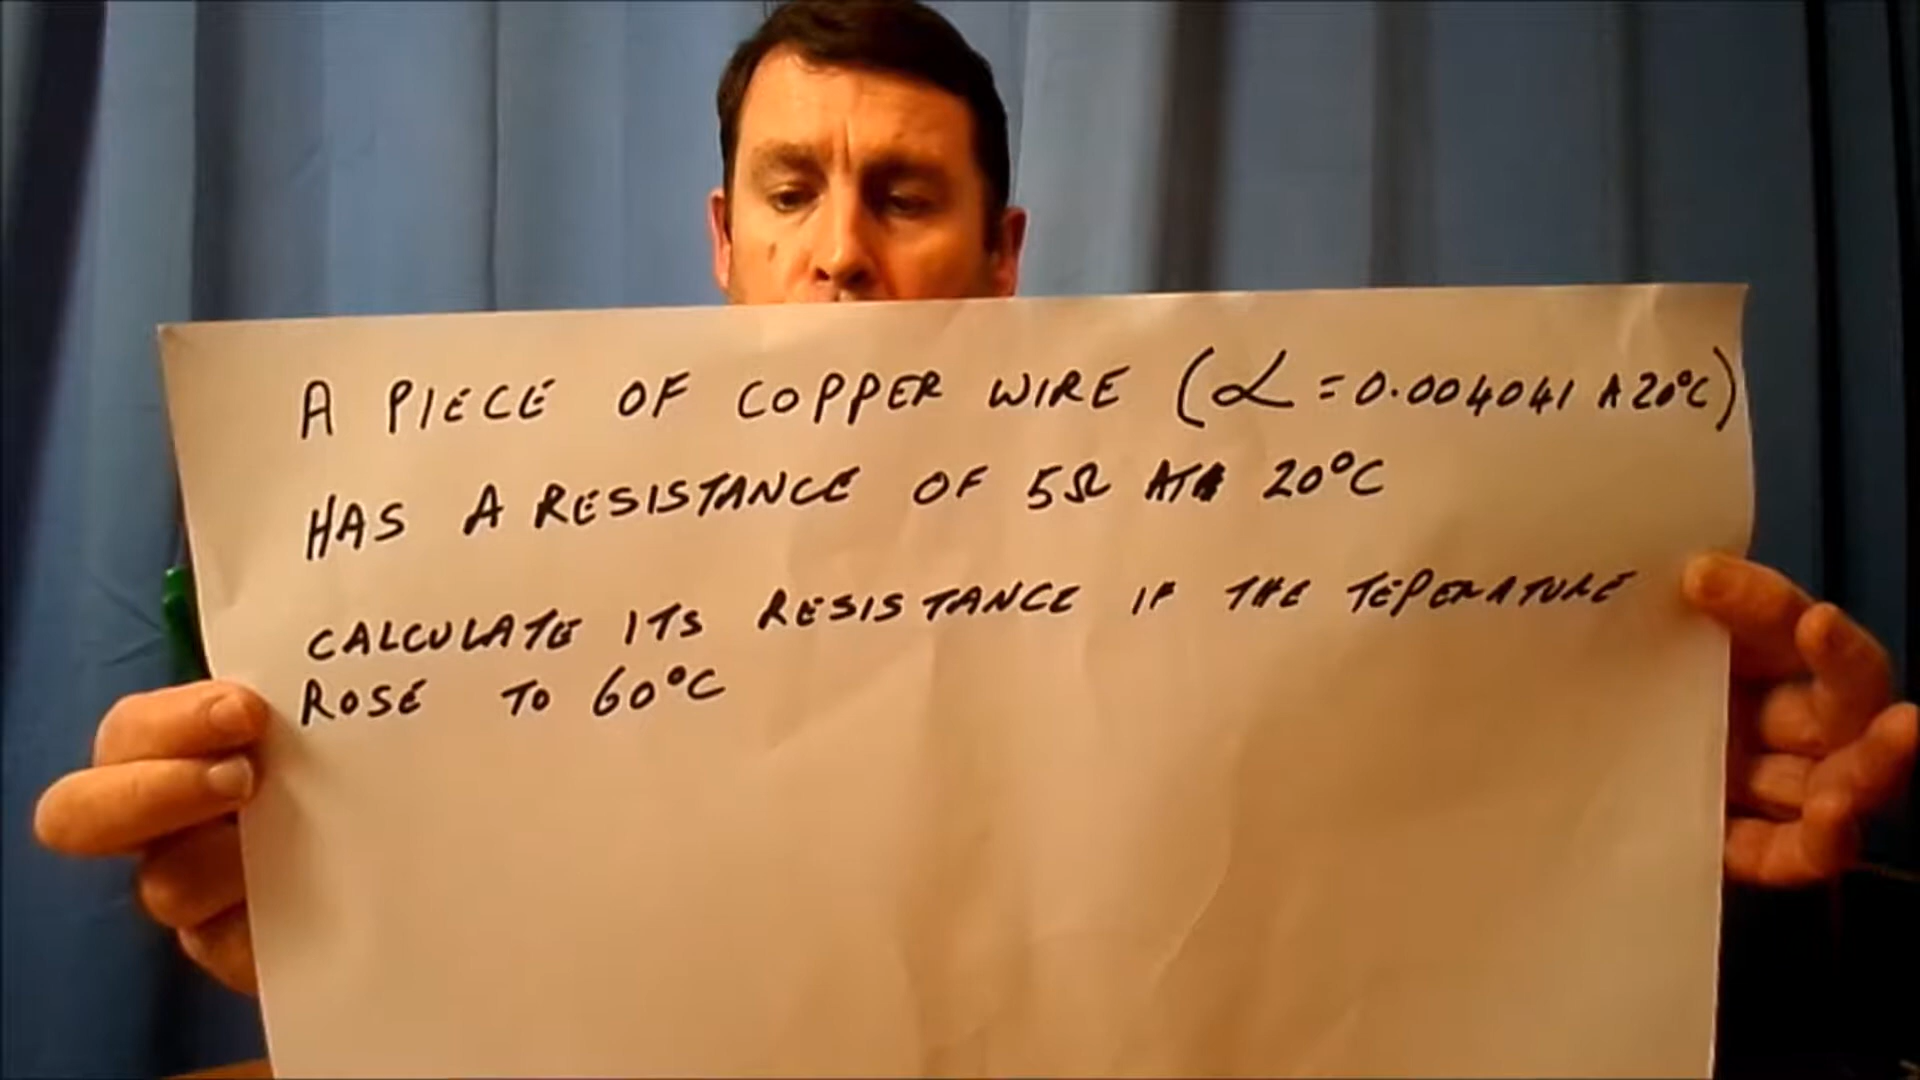 A PIECE OF COPPER WIRE (α = 0.004041 A 20°C)
HAS A RESISTANCE OF 5Ω AT 20°C
CALCULATE ITS RESISTANCE IF THE TEPERATURE
ROSE TO 60°C